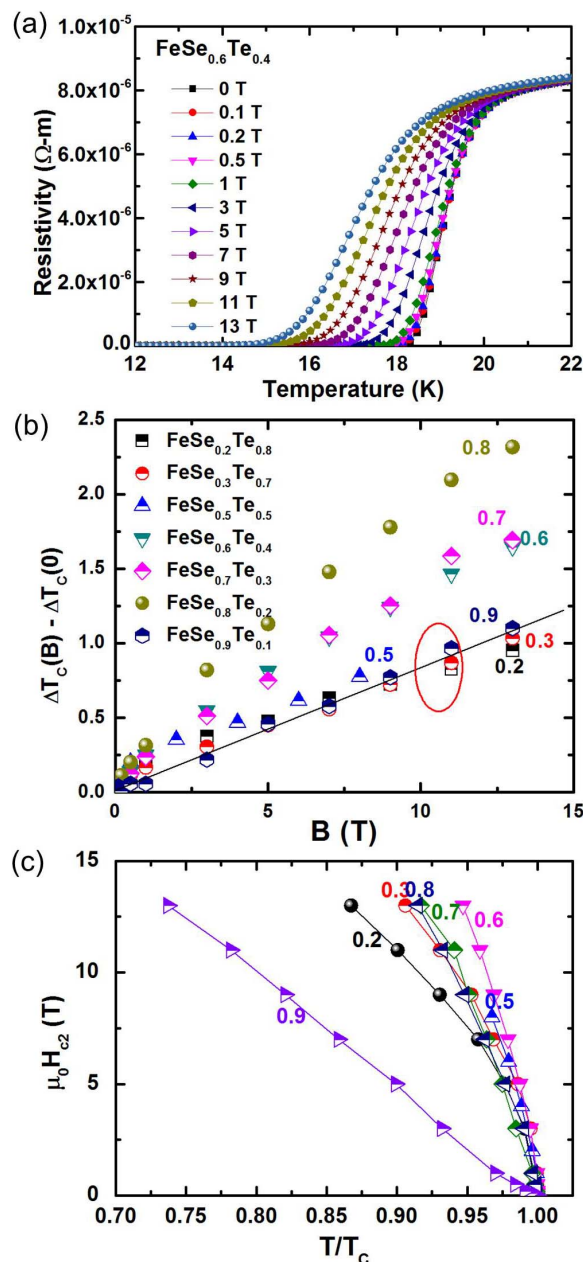 (a)
1.0x10⁻⁵
8.0x10⁻⁶
6.0x10⁻⁶
4.0x10⁻⁶
2.0x10⁻⁶
0.0
Resistivity (Ω-m)
FeSe₀.₆Te₀.₄
0 T
0.1 T
0.2 T
0.5 T
1 T
3 T
5 T
7 T
9 T
11 T
13 T
12 14 16 18 20 22
Temperature (K)
(b)
2.5
2.0
1.5
1.0
0.5
0.0
ΔT_C(B) - ΔT_C(0)
FeSe₀.₂Te₀.₈
FeSe₀.₃Te₀.₇
FeSe₀.₅Te₀.₅
FeSe₀.₆Te₀.₄
FeSe₀.₇Te₀.₃
FeSe₀.₈Te₀.₂
FeSe₀.₉Te₀.₁
0.8
0.7
0.6
0.9
0.5
0.3
0.2
0 5 10 15
B (T)
(c)
15
10
5
0
μ₀H_c2 (T)
0.3
0.8
0.7
0.6
0.2
0.5
0.9
0.70 0.75 0.80 0.85 0.90 0.95 1.00
T/T_C